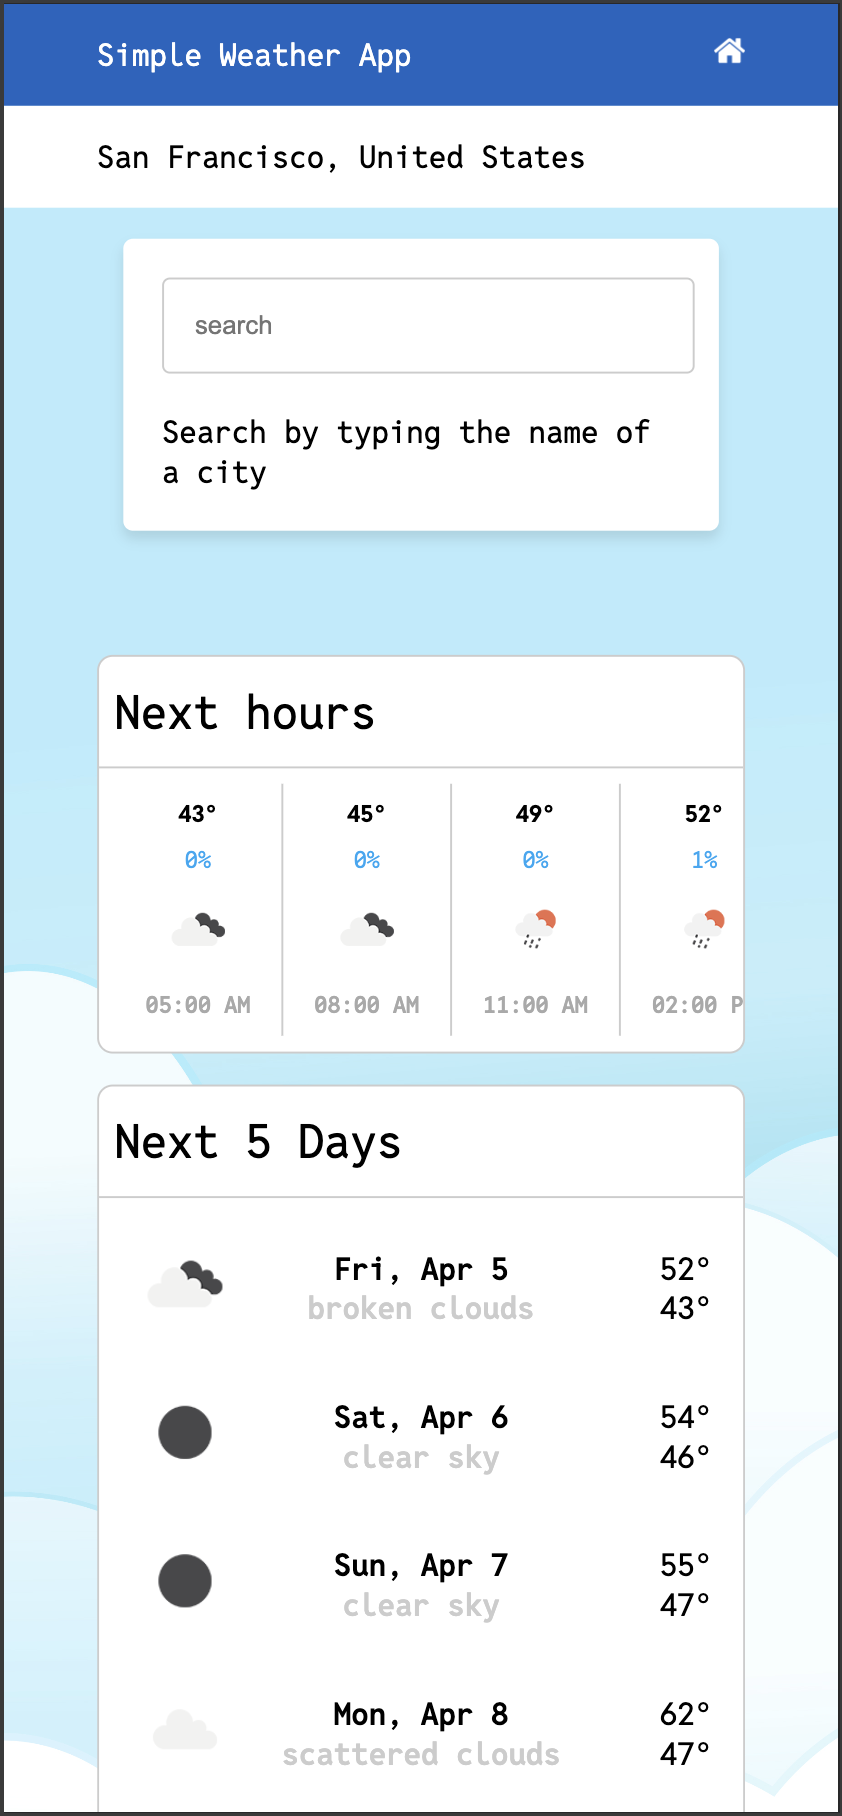 Simple Weather App
San Francisco, United States
search
Search by typing the name of
a city
Next hours
43° 45° 49° 52°
0% 0% 0% 1%
05:00 AM 08:00 AM 11:00 AM 02:00 P
Next 5 Days
Fri, Apr 5 52°
broken clouds 43°
Sat, Apr 6 54°
clear sky 46°
Sun, Apr 7 55°
clear sky 47°
Mon, Apr 8 62°
scattered clouds 47°